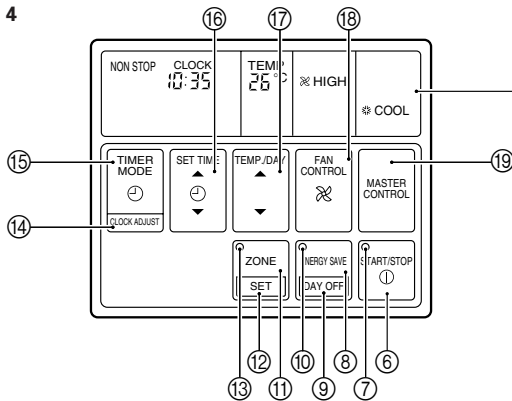 4
⑯ ⑰ ⑱
NON STOP CLOCK TEMP
10:35 26 °C HIGH
COOL
⑮ TIMER MODE SET TIME TEMP./DAY FAN CONTROL MASTER CONTROL ⑲
⑭ CLOCK ADJUST
ZONE ENERGY SAVE START/STOP
SET DAY OFF
⑬ ⑫ ⑪ ⑩ ⑨ ⑧ ⑦ ⑥